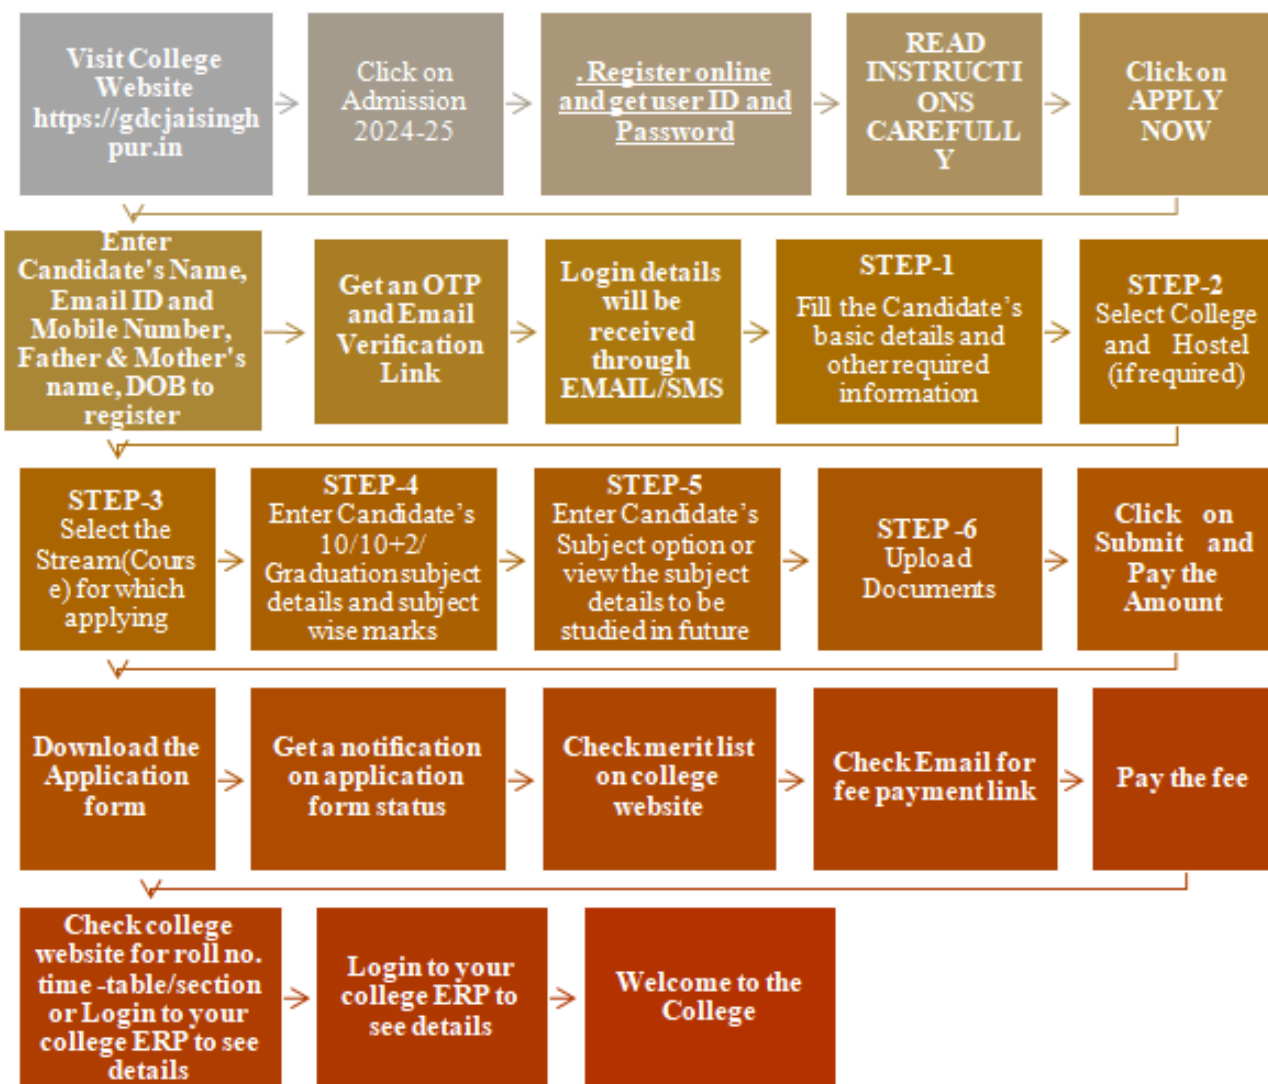 Visit College
Website
https://gdcjaisingh
pur.in
Click on
Admission
2024-25
. Register online
and get user ID and
Password
READ
INSTRUCTI
ONS
CAREFULL
Y
Click on
APPLY
NOW
Enter
Candidate's Name,
Email ID and
Mobile Number,
Father & Mother's
name, DOB to
register
Get an OTP
and Email
Verification
Link
Login details
will be
received
through
EMAIL/SMS
STEP-1
Fill the Candidate’s
basic details and
other required
information
STEP-2
Select College
and Hostel
(if required)
STEP-3
Select the
Stream(Cours
e) for which
applying
STEP-4
Enter Candidate’s
10/10+2/
Graduation subject
details and subject
wise marks
STEP-5
Enter Candidate’s
Subject option or
view the subject
details to be
studied in future
STEP -6
Upload
Documents
Click on
Submit and
Pay the
Amount
Download the
Application
form
Get a notification
on application
form status
Check merit list
on college
website
Check Email for
fee payment link
Pay the fee
Check college
website for roll no.
time -table/section
or Login to your
college ERP to see
details
Login to your
college ERP to
see details
Welcome to the
College